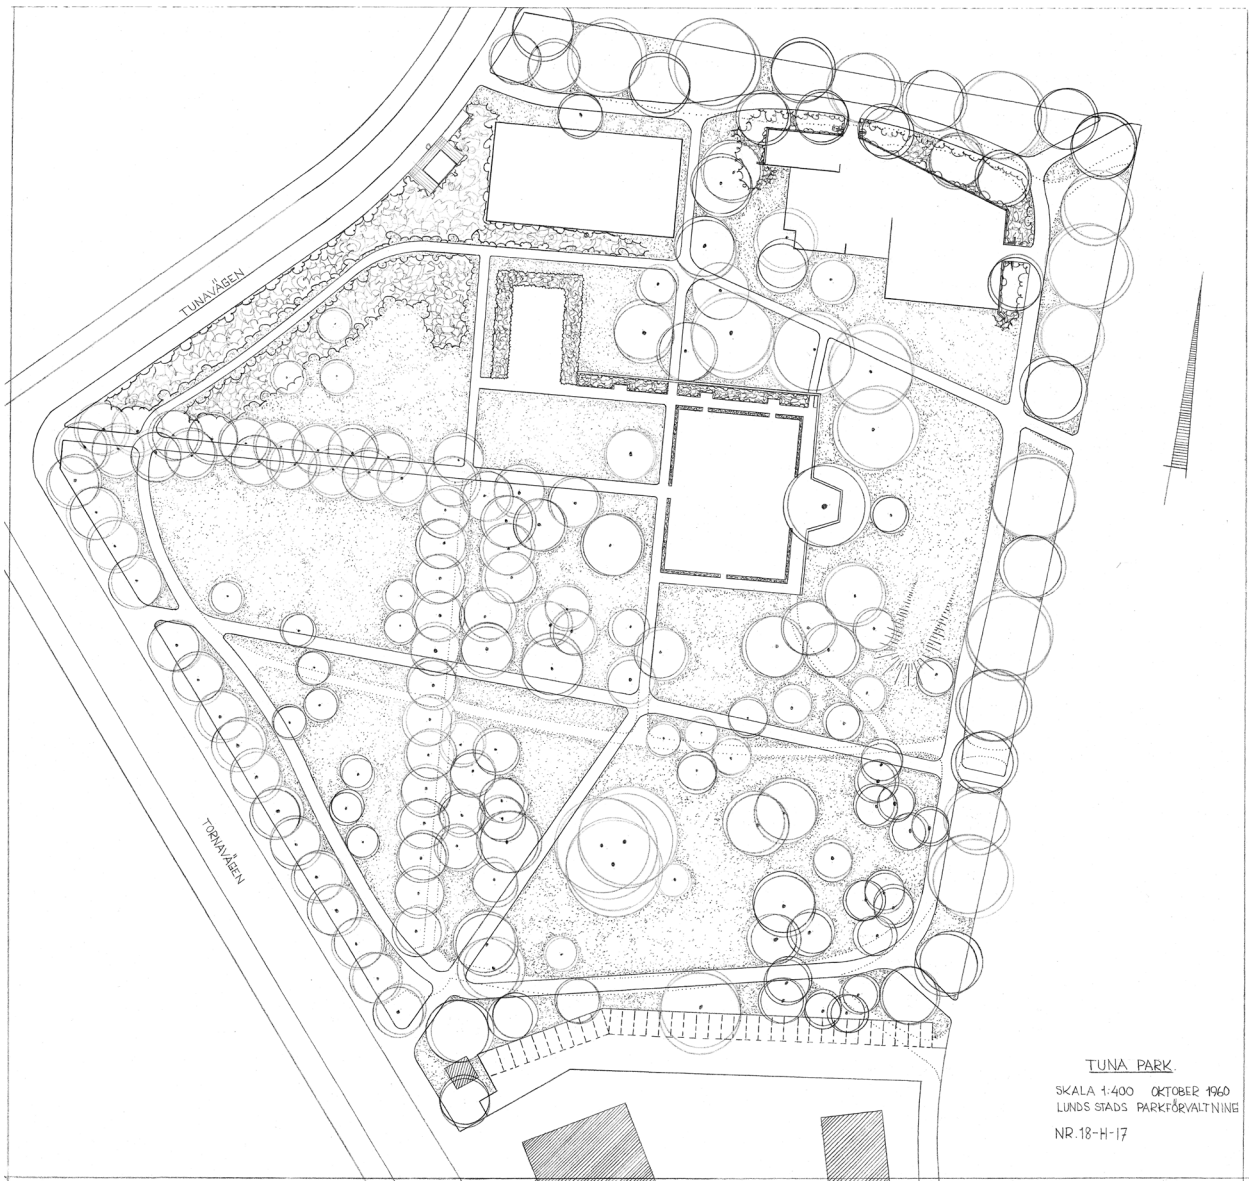 TUNAVÄGEN
TORNAVÄGEN
TUNA PARK.
SKALA 1:400 OKTOBER 1960
LUNDS STADS PARKFÖRVALTNING
NR.18-H-17